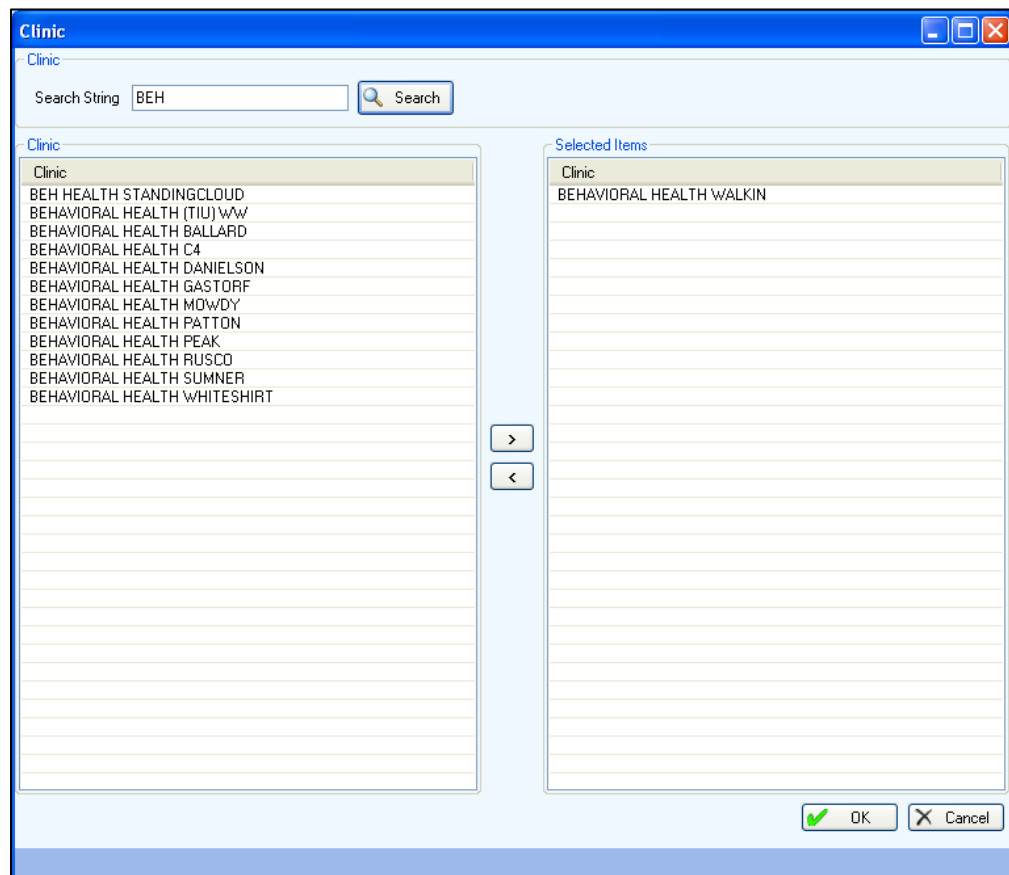 Clinic
Clinic
Search String BEH Search
Clinic
Clinic
BEH HEALTH STANDINGCLOUD
BEHAVIORAL HEALTH (TIU) WW
BEHAVIORAL HEALTH BALLARD
BEHAVIORAL HEALTH C4
BEHAVIORAL HEALTH DANIELSON
BEHAVIORAL HEALTH GASTORF
BEHAVIORAL HEALTH MOWDY
BEHAVIORAL HEALTH PATTON
BEHAVIORAL HEALTH PEAK
BEHAVIORAL HEALTH RUSCO
BEHAVIORAL HEALTH SUMNER
BEHAVIORAL HEALTH WHITESHIRT
>
<
Selected Items
Clinic
BEHAVIORAL HEALTH WALKIN
OK Cancel